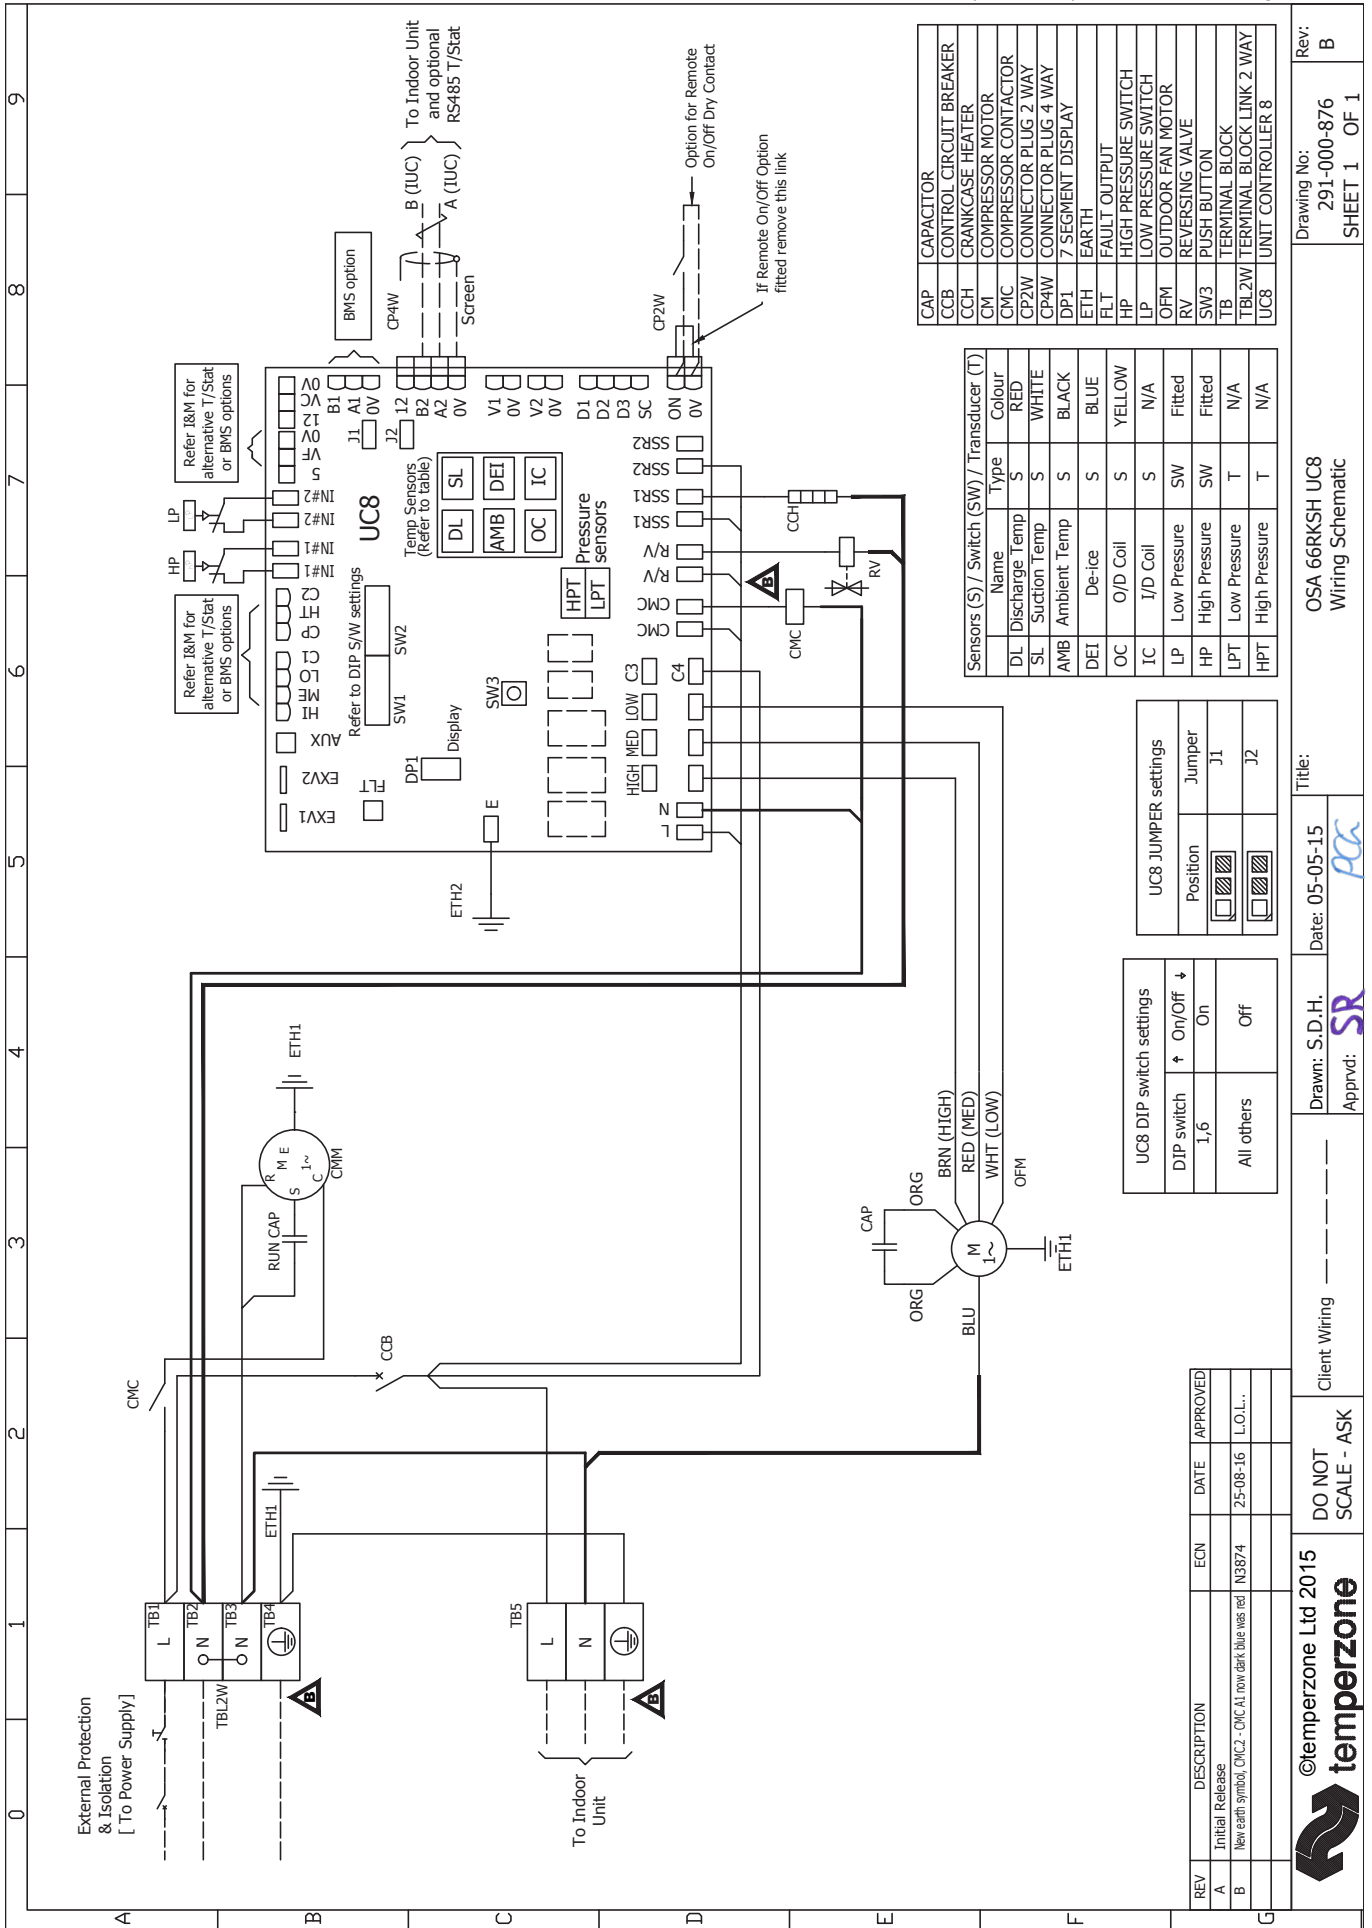 0 1 2 3 4 5 6 7 8 9
A
B
C
D
E
F
G
External Protection
& Isolation
[ To Power Supply]
L
TB1
N
TB2
N
TB3
TB4
TBL2W
B
ETH1
CMC
RUN CAP
R
M E
S 1~
C
CMM
ETH1
CCB
TB5
L
N
B
To Indoor
Unit
CAP
ORG
ORG
BLU
M
1~
ETH1
OFM
BRN (HIGH)
RED (MED)
WHT (LOW)
ETH2
E
Refer I&M for
alternative T/Stat
or BMS options
HP
LP
Refer I&M for
alternative T/Stat
or BMS options
EXV1
EXV2
AUX
HI
ME
LO
C1
CP
HT
C2
IN#1
IN#1
IN#2
IN#2
5
VF
0V
12
VC
0V
FLT
Refer to DIP S/W settings
SW1
SW2
UC8
DP1
Display
SW3
J1
J2
B1
A1
0V
12
B2
A2
0V
V1
0V
V2
0V
D1
D2
D3
SC
ON
0V
Temp Sensors
(Refer to table)
DL
SL
AMB
DEI
OC
IC
HPT
LPT
Pressure
sensors
HIGH
MED
LOW
C3
C4
L
N
CMC
CMC
R/V
R/V
SSR1
SSR1
SSR2
SSR2
B
CMC
RV
CCH
BMS option
CP4W
B (IUC)
A (IUC)
Screen
To Indoor Unit
and optional
RS485 T/Stat
CP2W
Option for Remote
On/Off Dry Contact
If Remote On/Off Option
fitted remove this link
CAP CAPACITOR
CCB CONTROL CIRCUIT BREAKER
CCH CRANKCASE HEATER
CM COMPRESSOR MOTOR
CMC COMPRESSOR CONTACTOR
CP2W CONNECTOR PLUG 2 WAY
CP4W CONNECTOR PLUG 4 WAY
DP1 7 SEGMENT DISPLAY
ETH EARTH
FLT FAULT OUTPUT
HP HIGH PRESSURE SWITCH
LP LOW PRESSURE SWITCH
OFM OUTDOOR FAN MOTOR
RV REVERSING VALVE
SW3 PUSH BUTTON
TB TERMINAL BLOCK
TBL2W TERMINAL BLOCK LINK 2 WAY
UC8 UNIT CONTROLLER 8
Sensors (S) / Switch (SW) / Transducer (T)
Name Type Colour
DL Discharge Temp S RED
SL Suction Temp S WHITE
AMB Ambient Temp S BLACK
DEI De-ice S BLUE
OC O/D Coil S YELLOW
IC I/D Coil S N/A
LP Low Pressure SW Fitted
HP High Pressure SW Fitted
LPT Low Pressure T N/A
HPT High Pressure T N/A
UC8 DIP switch settings
DIP switch ↑ On/Off ↓
1,6 On
All others Off
UC8 JUMPER settings
Position Jumper
J1
J2
REV DESCRIPTION ECN DATE APPROVED
A Initial Release
B New earth symbol, CMC2 - CMC A1 now dark blue was red N3874 25-08-16 L.O.L..
©temperzone Ltd 2015
temperzone
DO NOT
SCALE - ASK
Client Wiring
Drawn: S.D.H.
Date: 05-05-15
Apprvd: SR
Title:
OSA 66RKSH UC8
Wiring Schematic
Drawing No:
291-000-876
SHEET 1 OF 1
Rev:
B